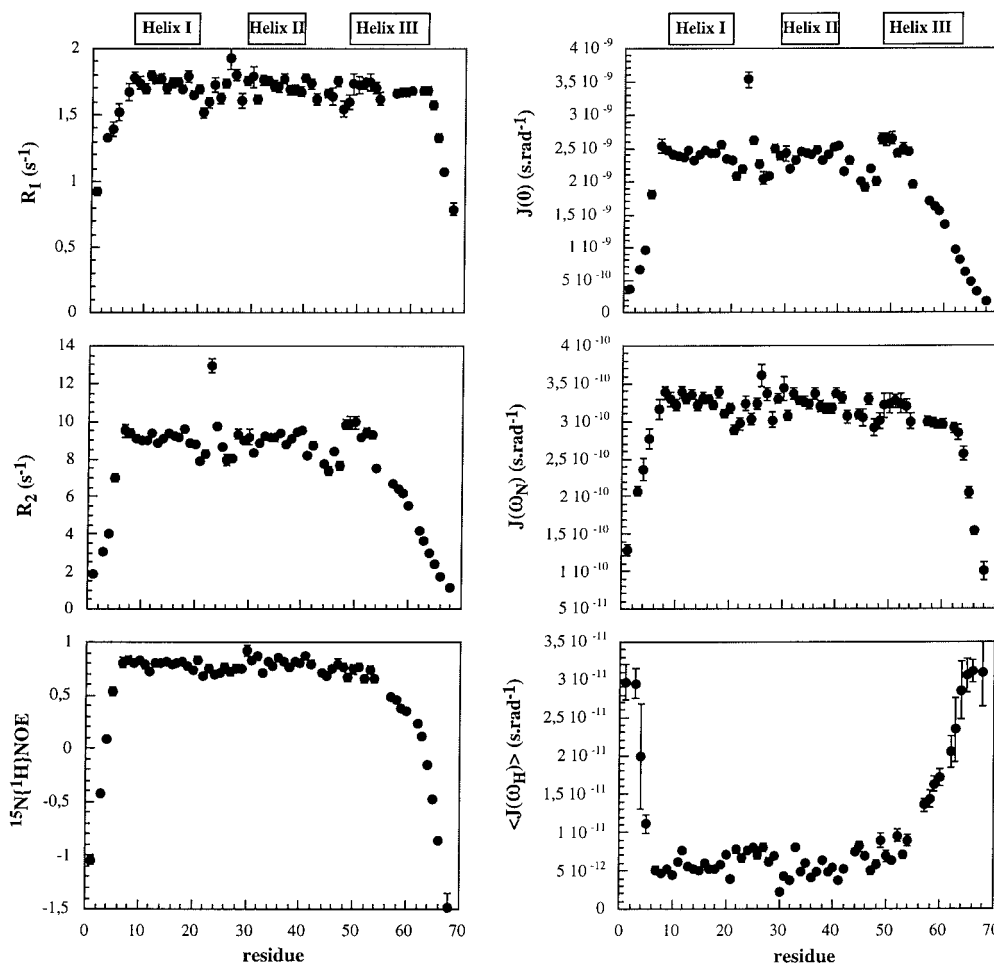 Helix I Helix II Helix III
Helix I Helix II Helix III
R1 (s-1)
2
1,5
1
0,5
0
J(0) (s.rad-1)
4 10 -9
3,5 10 -9
3 10 -9
2,5 10 -9
2 10 -9
1,5 10 -9
1 10 -9
5 10 -10
0
R2 (s-1)
14
12
10
8
6
4
2
0
J(ωN) (s.rad-1)
4 10 -10
3,5 10 -10
3 10 -10
2,5 10 -10
2 10 -10
1,5 10 -10
1 10 -10
5 10 -11
15N{1H}NOE
1
0,5
0
-0,5
-1
-1,5
<J(ωH)> (s.rad-1)
3,5 10 -11
3 10 -11
2,5 10 -11
2 10 -11
1,5 10 -11
1 10 -11
5 10 -12
0
0 10 20 30 40 50 60 70
residue
0 10 20 30 40 50 60 70
residue